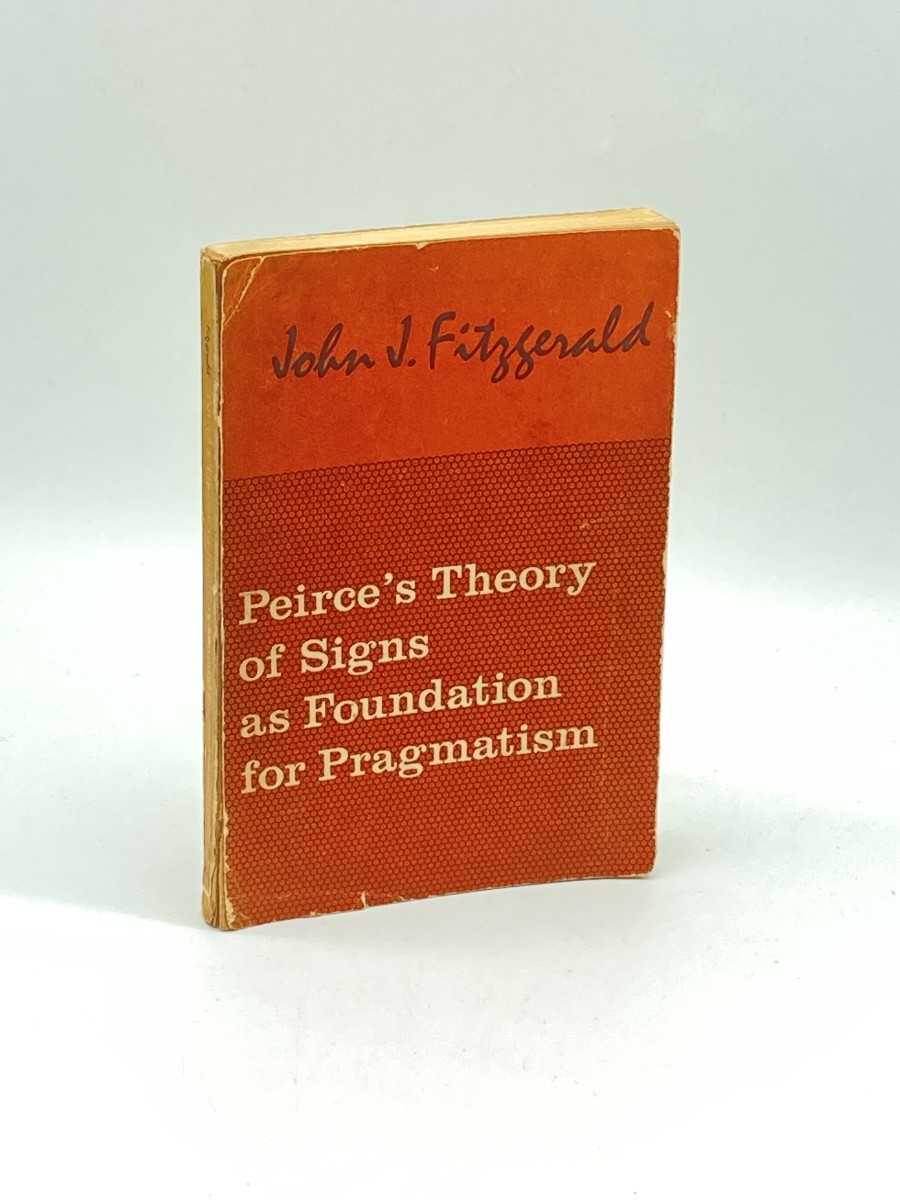 John J. Fitzgerald
Peirce's Theory
of Signs
as Foundation
for Pragmatism